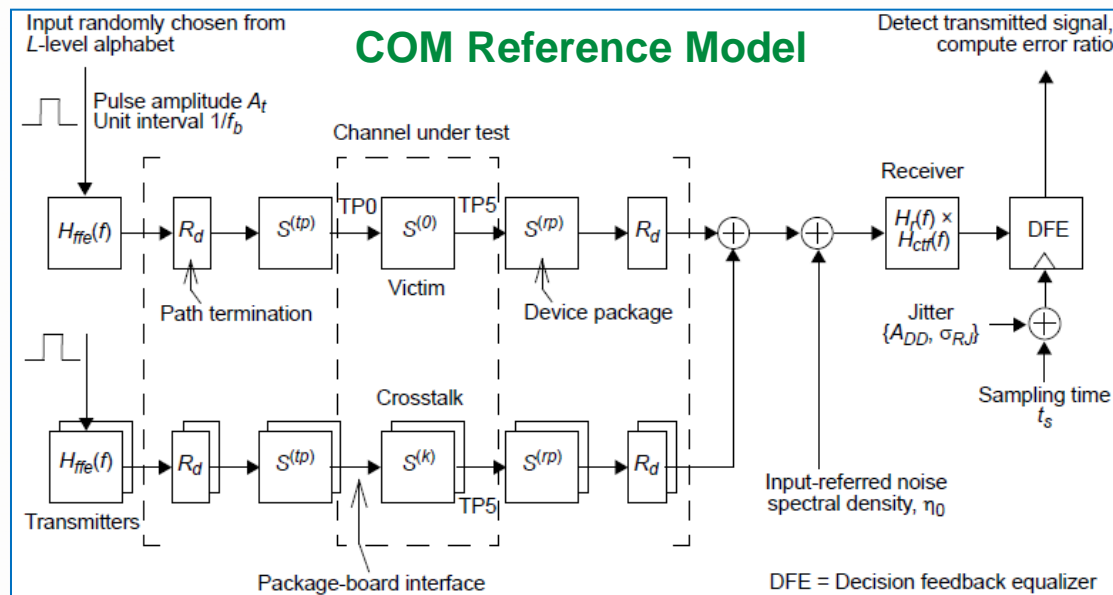 COM Reference Model
Input randomly chosen from
L-level alphabet
Pulse amplitude At
Unit interval 1/fb
Channel under test
Detect transmitted signal,
compute error ratio
Receiver
Hffe(f)
Rd
S(tp)
TP0
S(0)
TP5
S(rp)
Rd
Hr(f) ×
Hctf(f)
DFE
Path termination
Victim
Device package
Jitter
{ADD, σRJ}
Sampling time
ts
Crosstalk
Hffe(f)
Rd
S(tp)
S(k)
S(rp)
Rd
TP5
Transmitters
Input-referred noise
spectral density, η0
Package-board interface
DFE = Decision feedback equalizer